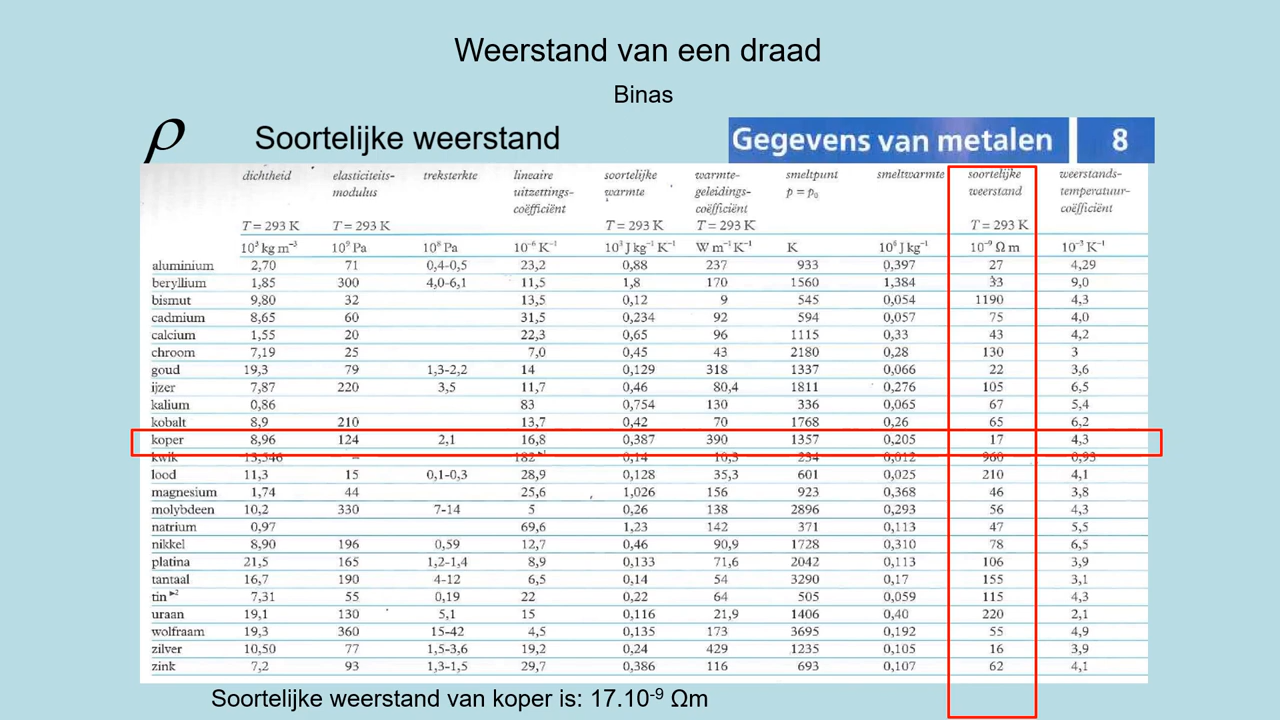 Weerstand van een draad
Binas
ρ Soortelijke weerstand Gegevens van metalen 8
dichtheid elasticiteits- treksterkte lineaire soortelijke warmte- smeltpunt smeltwarmte soortelijke weerstands-
modulus uitzettings- warmte geleidings- p = p₀ weerstand temperatuur-
coëfficiënt coëfficiënt coëfficiënt
T = 293 K T = 293 K T = 293 K T = 293 K T = 293 K
10³ kg m⁻³ 10⁹ Pa 10⁸ Pa 10⁻⁶ K⁻¹ 10³ J kg⁻¹ K⁻¹ W m⁻¹ K⁻¹ K 10⁶ J kg⁻¹ 10⁻⁹ Ω m 10⁻³ K⁻¹
aluminium 2,70 71 0,4-0,5 23,2 0,88 237 933 0,397 27 4,29
beryllium 1,85 300 4,0-6,1 11,5 1,8 170 1560 1,384 33 9,0
bismut 9,80 32 13,5 0,12 9 545 0,054 1190 4,3
cadmium 8,65 60 31,5 0,234 92 594 0,057 75 4,0
calcium 1,55 20 22,3 0,65 96 1115 0,33 43 4,2
chroom 7,19 25 7,0 0,45 43 2180 0,28 130 3
goud 19,3 79 1,3-2,2 14 0,129 318 1337 0,066 22 3,6
ijzer 7,87 220 3,5 11,7 0,46 80,4 1811 0,276 105 6,5
kalium 0,86 83 0,754 130 336 0,065 67 5,4
kobalt 8,9 210 13,7 0,42 70 1768 0,26 65 6,2
koper 8,96 124 2,1 16,8 0,387 390 1357 0,205 17 4,3
kwik 13,546 – 182 0,14 10,3 234 0,012 960 0,93
lood 11,3 15 0,1-0,3 28,9 0,128 35,3 601 0,025 210 4,1
magnesium 1,74 44 25,6 1,026 156 923 0,368 46 3,8
molybdeen 10,2 330 7-14 5 0,26 138 2896 0,293 56 4,3
natrium 0,97 69,6 1,23 142 371 0,113 47 5,5
nikkel 8,90 196 0,59 12,7 0,46 90,9 1728 0,310 78 6,5
platina 21,5 165 1,2-1,4 8,9 0,133 71,6 2042 0,113 106 3,9
tantaal 16,7 190 4-12 6,5 0,14 54 3290 0,17 155 3,1
tin ▸2 7,31 55 0,19 22 0,22 64 505 0,059 115 4,3
uraan 19,1 130 5,1 15 0,116 21,9 1406 0,40 220 2,1
wolfraam 19,3 360 15-42 4,5 0,135 173 3695 0,192 55 4,9
zilver 10,50 77 1,5-3,6 19,2 0,24 429 1235 0,105 16 3,9
zink 7,2 93 1,3-1,5 29,7 0,386 116 693 0,107 62 4,1
Soortelijke weerstand van koper is: 17.10⁻⁹ Ωm